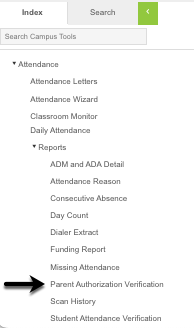 Index Search
Search Campus Tools
Attendance
Attendance Letters
Attendance Wizard
Classroom Monitor
Daily Attendance
Reports
ADM and ADA Detail
Attendance Reason
Consecutive Absence
Day Count
Dialer Extract
Funding Report
Missing Attendance
Parent Authorization Verification
Scan History
Student Attendance Verification